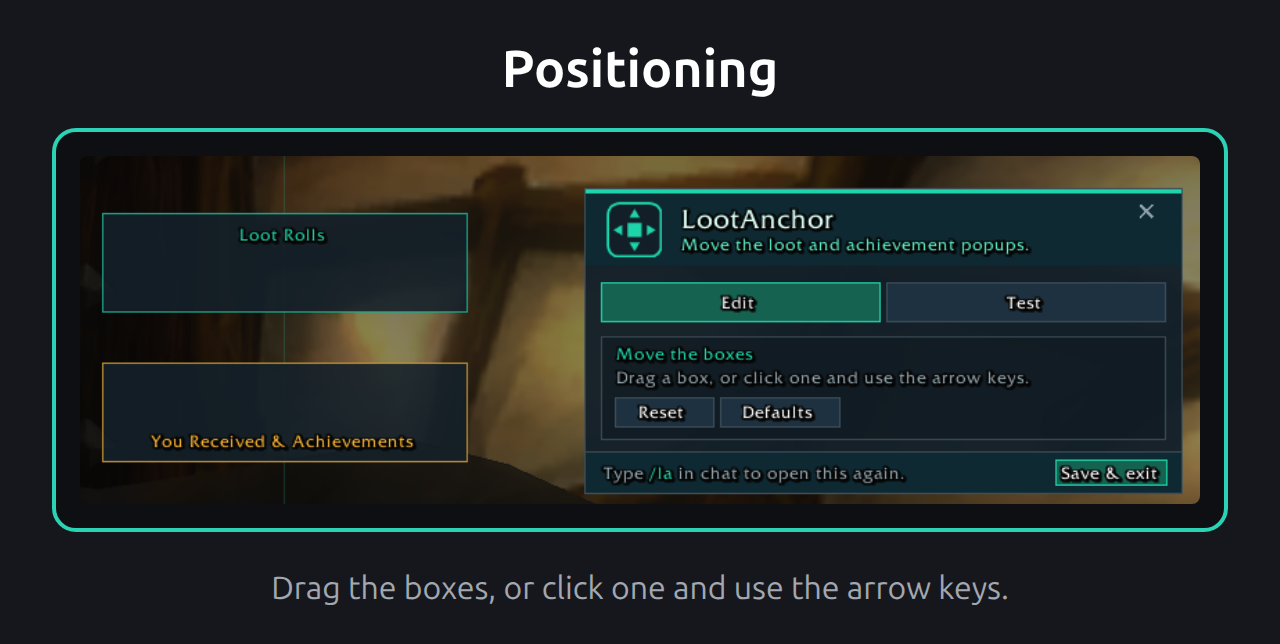 Positioning
Loot Rolls
You Received & Achievements
LootAnchor
Move the loot and achievement popups.
Edit
Test
Move the boxes
Drag a box, or click one and use the arrow keys.
Reset
Defaults
Type /la in chat to open this again.
Save & exit
Drag the boxes, or click one and use the arrow keys.